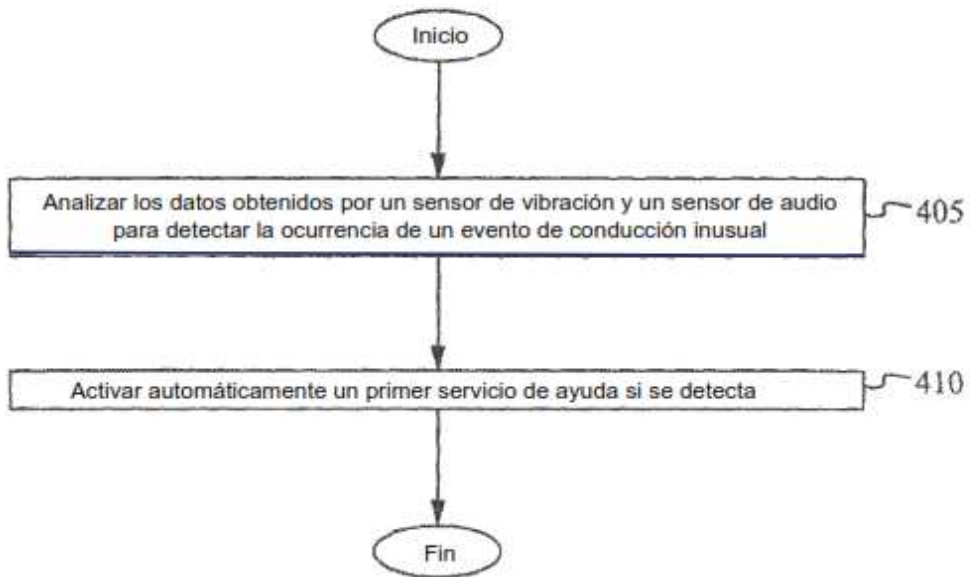 Inicio
Analizar los datos obtenidos por un sensor de vibración y un sensor de audio
para detectar la ocurrencia de un evento de conducción inusual
405
Activar automáticamente un primer servicio de ayuda si se detecta
410
Fin